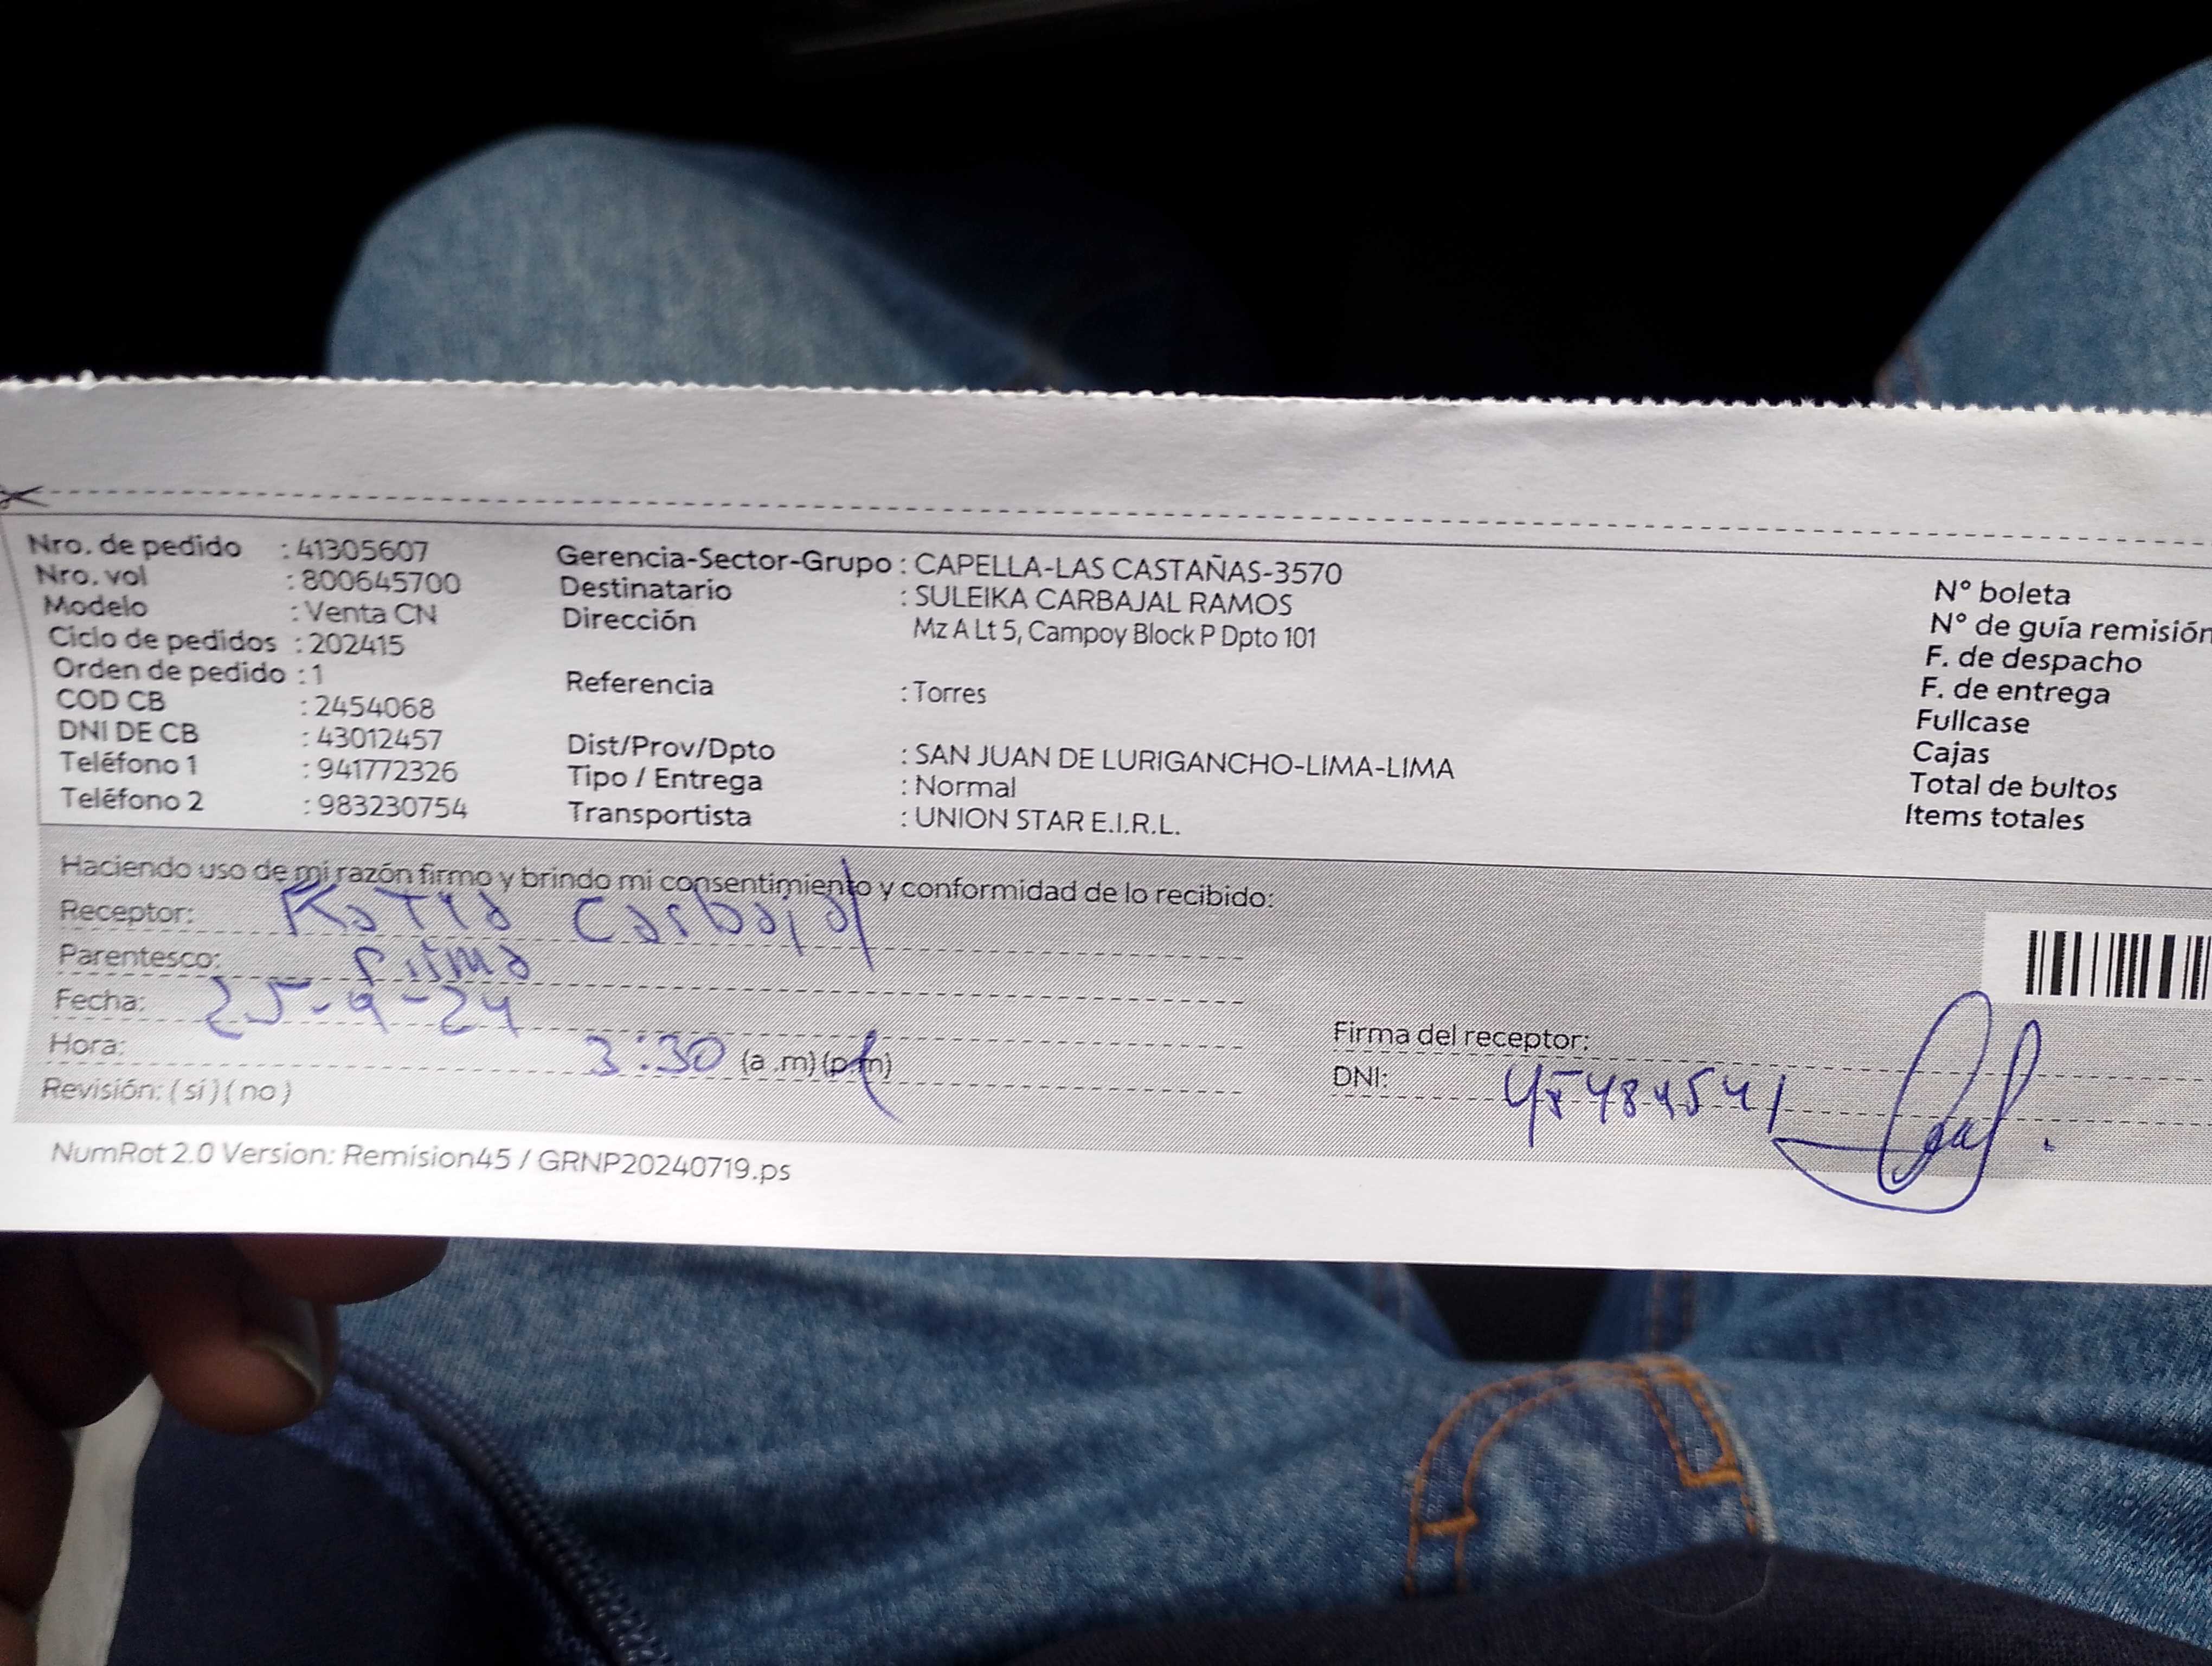 Nro. de pedido : 41305607
Nro. vol : 800645700
Modelo : Venta CN
Ciclo de pedidos : 202415
Orden de pedido : 1
COD CB : 2454068
DNI DE CB : 43012457
Teléfono 1 : 941772326
Teléfono 2 : 983230754
Gerencia-Sector-Grupo : CAPELLA-LAS CASTAÑAS-3570
Destinatario : SULEIKA CARBAJAL RAMOS
Dirección Mz A Lt 5, Campoy Block P Dpto 101
Referencia : Torres
Dist/Prov/Dpto : SAN JUAN DE LURIGANCHO-LIMA-LIMA
Tipo / Entrega : Normal
Transportista : UNION STAR E.I.R.L.
N° boleta
N° de guía remisión
F. de despacho
F. de entrega
Fullcase
Cajas
Total de bultos
Items totales
Haciendo uso de mi razón firmo y brindo mi consentimiento y conformidad de lo recibido:
Receptor: Katia Carbajal
Parentesco: prima
Fecha: 25-9-24
Hora: 3:30 (a .m) (p.m)
Revisión: ( si ) ( no )
Firma del receptor:
DNI:
NumRot 2.0 Version: Remision45 / GRNP20240719.ps